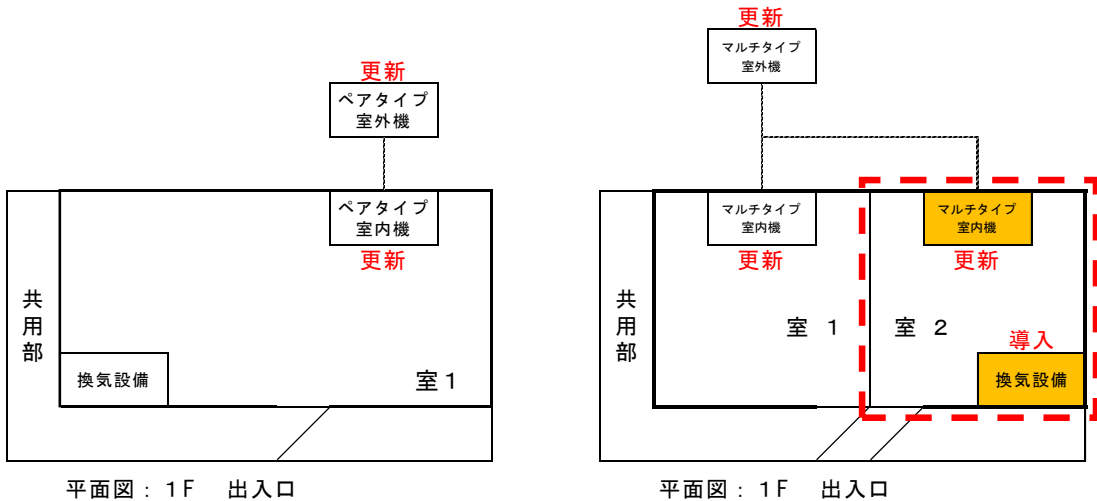 更新
ペアタイプ
室外機
ペアタイプ
室内機
更新
共用部
換気設備
室1
平面図：1F 出入口
更新
マルチタイプ
室外機
マルチタイプ
室内機
更新
マルチタイプ
室内機
更新
共用部
室 1
室 2
導入
換気設備
平面図：1F 出入口